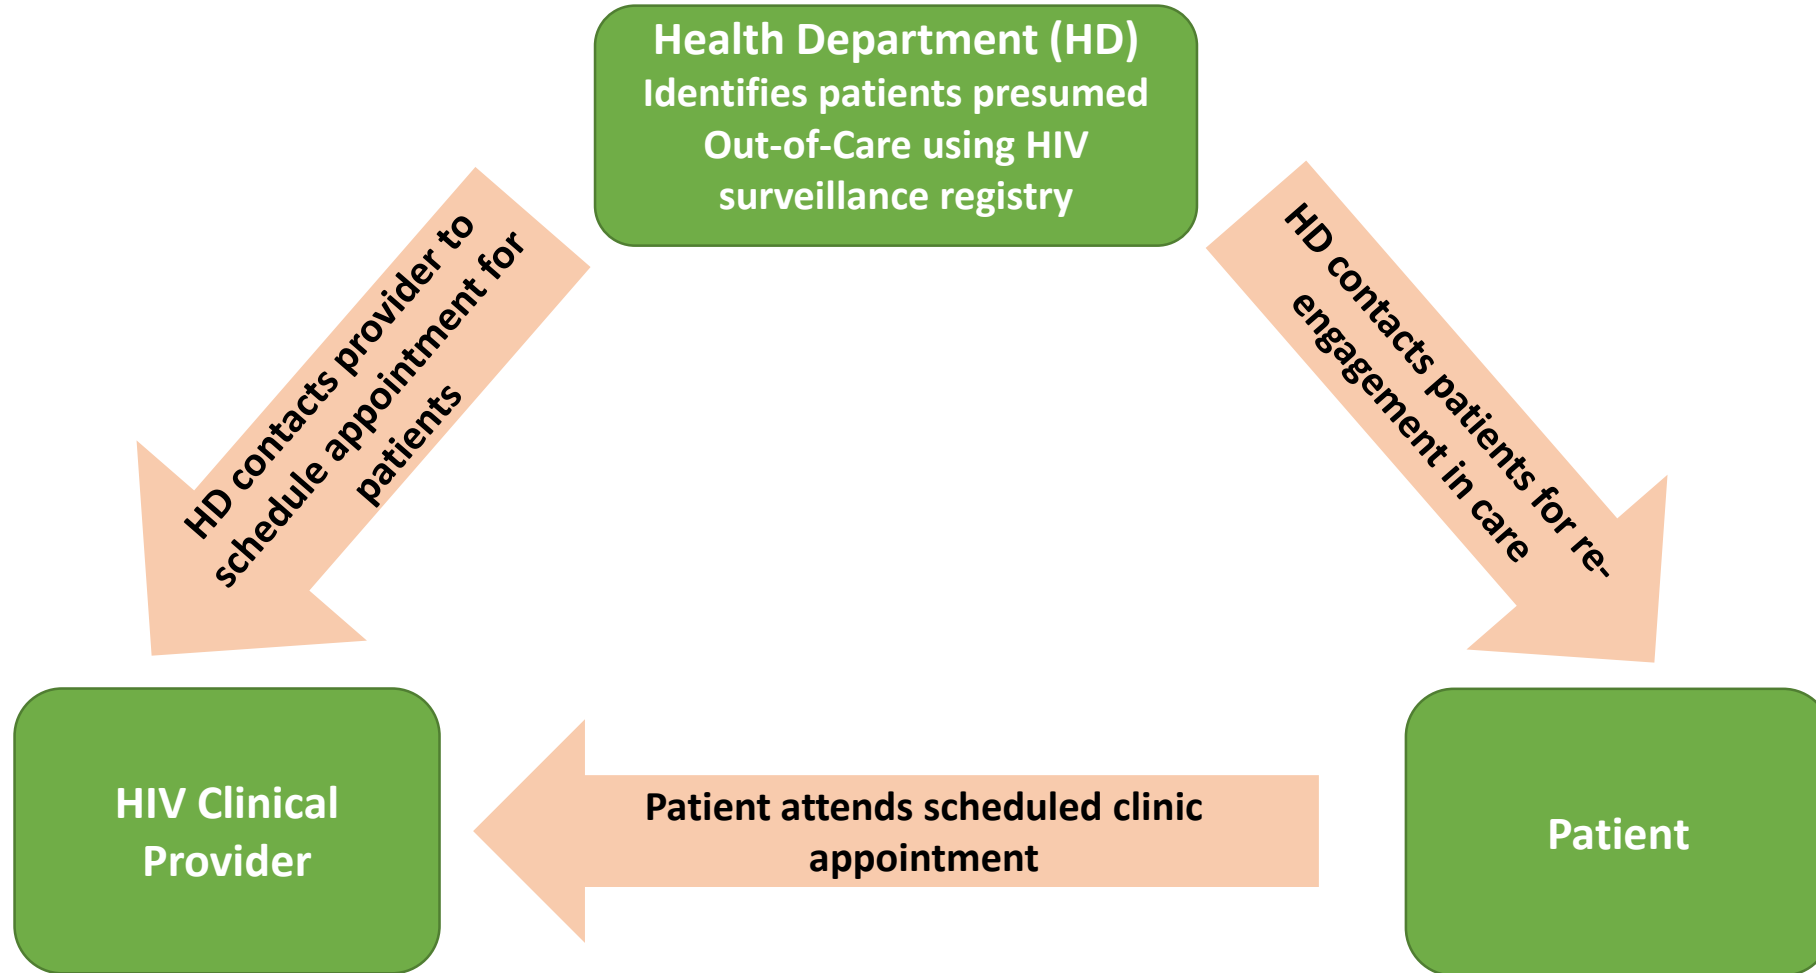 Health Department (HD)
Identifies patients presumed
Out-of-Care using HIV
surveillance registry
HD contacts provider to
schedule appointment for
patients
HD contacts patients for re-
engagement in care
HIV Clinical
Provider
Patient attends scheduled clinic
appointment
Patient